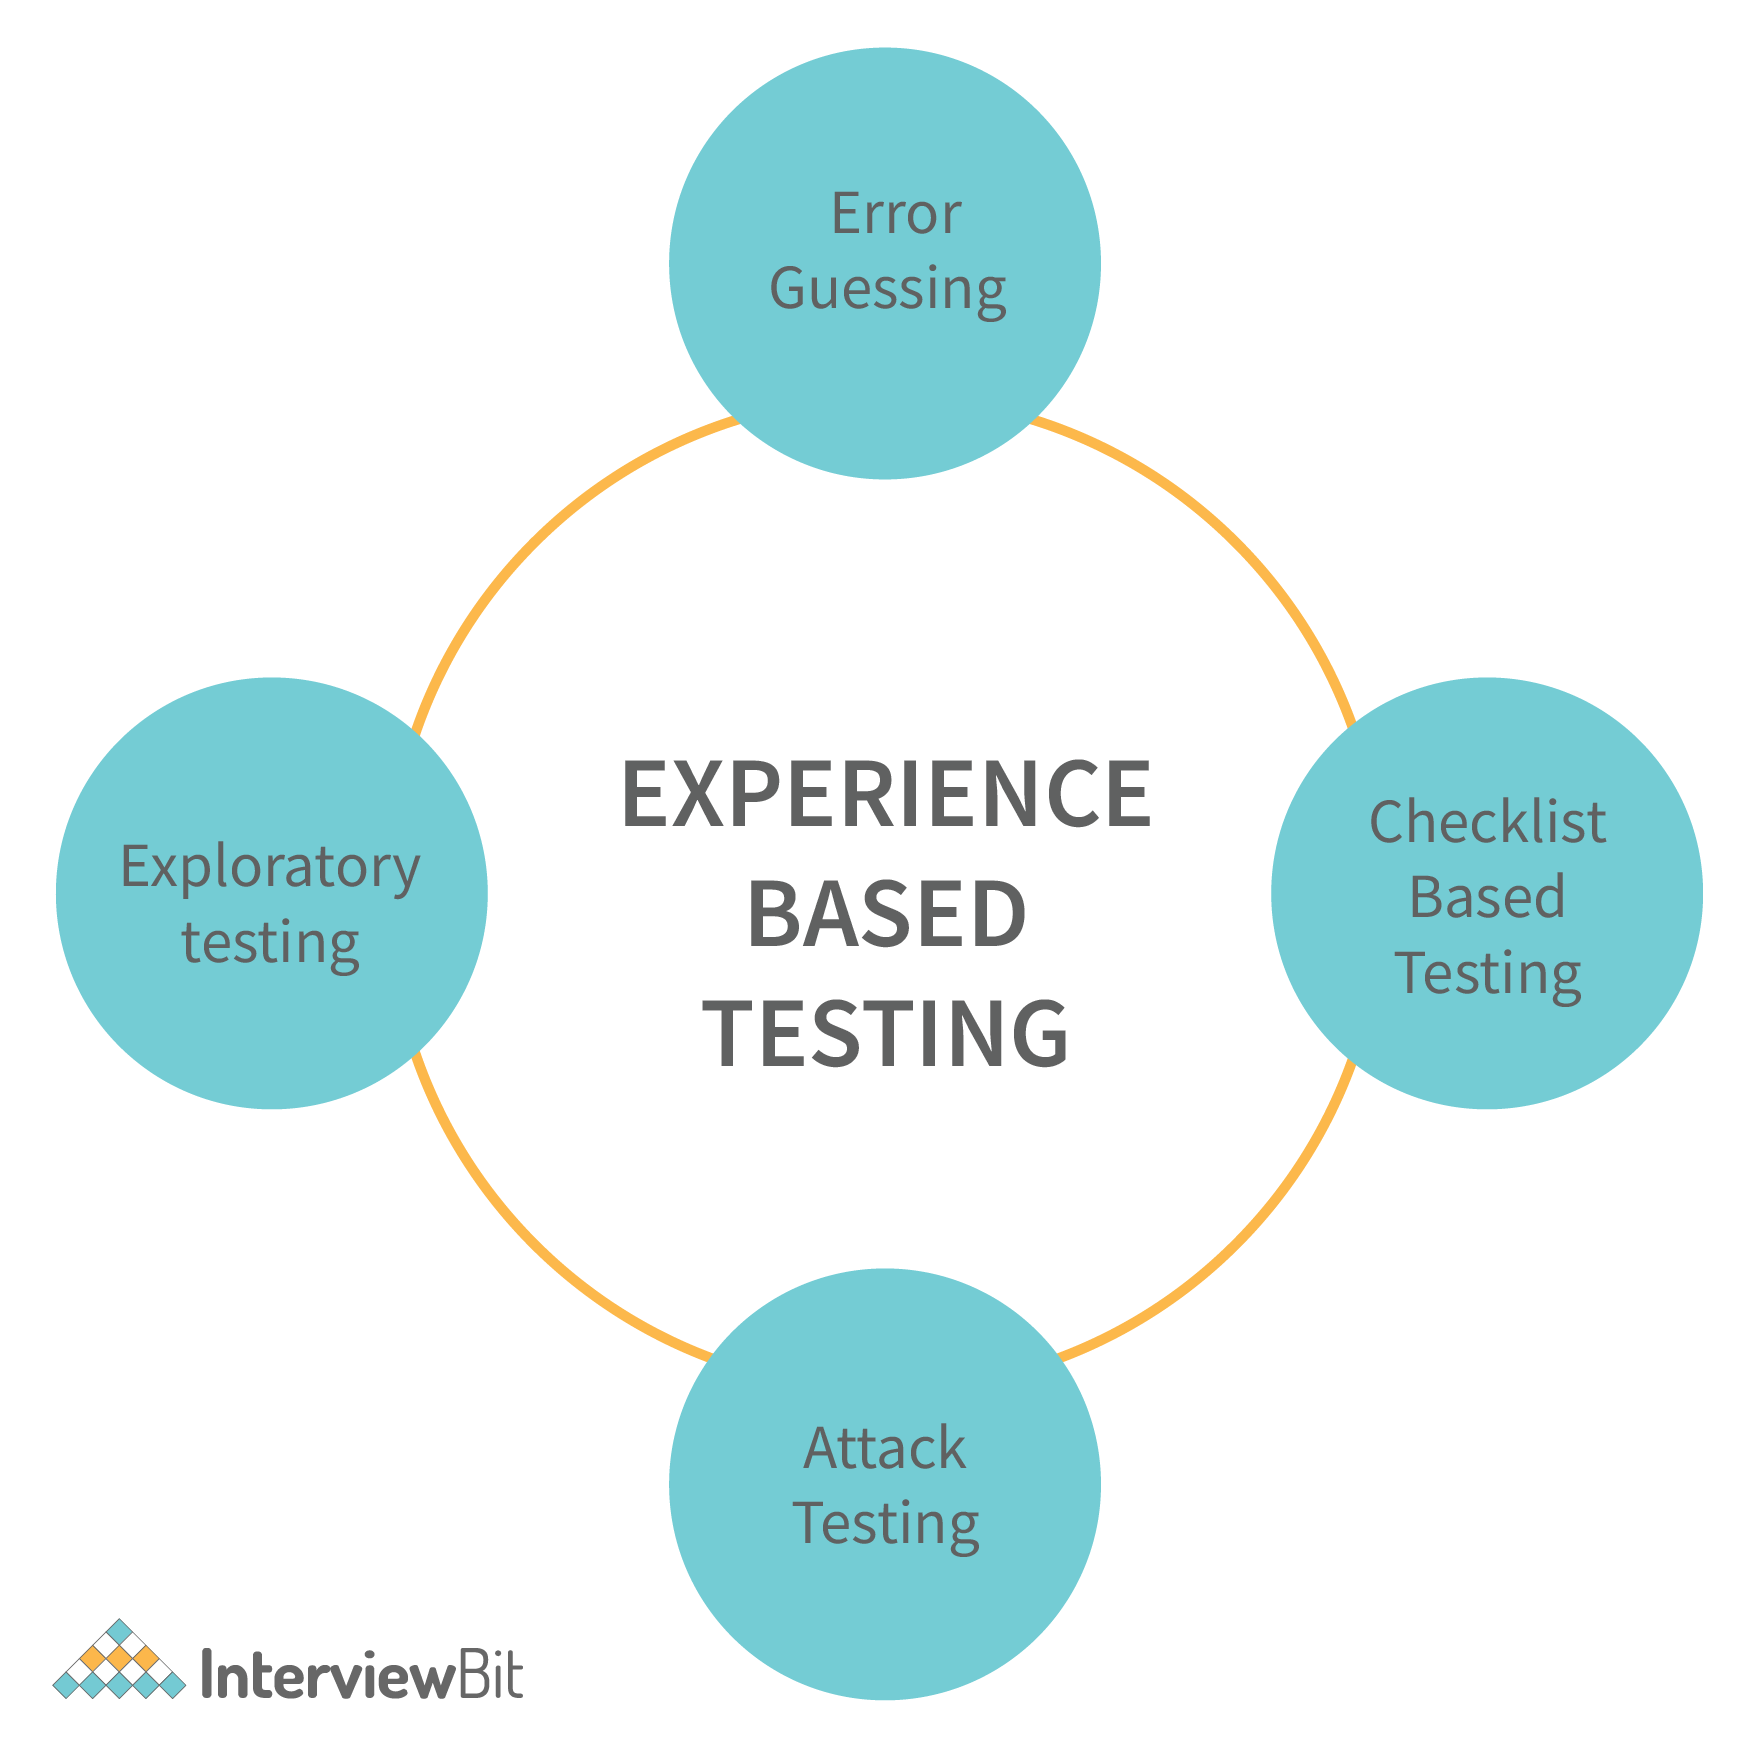 Error
Guessing
EXPERIENCE
BASED
TESTING
Exploratory
testing
Checklist
Based
Testing
Attack
Testing
InterviewBit